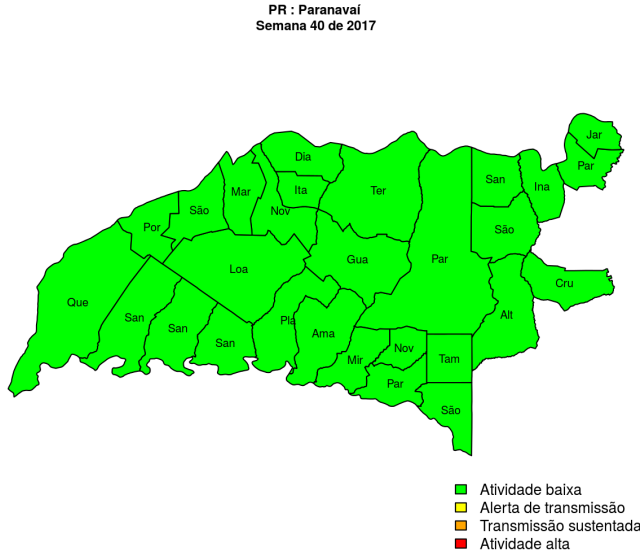 PR : Paranavaí
Semana 40 de 2017
Jar
Par
Dia
San
Ina
Ita
Mar
Ter
São
Nov
Por
São
Gua
Par
Loa
Cru
Que
San
Pla
Alt
San
Ama
San
Nov
Mir
Tam
Par
São
Atividade baixa
Alerta de transmissão
Transmissão sustentada
Atividade alta